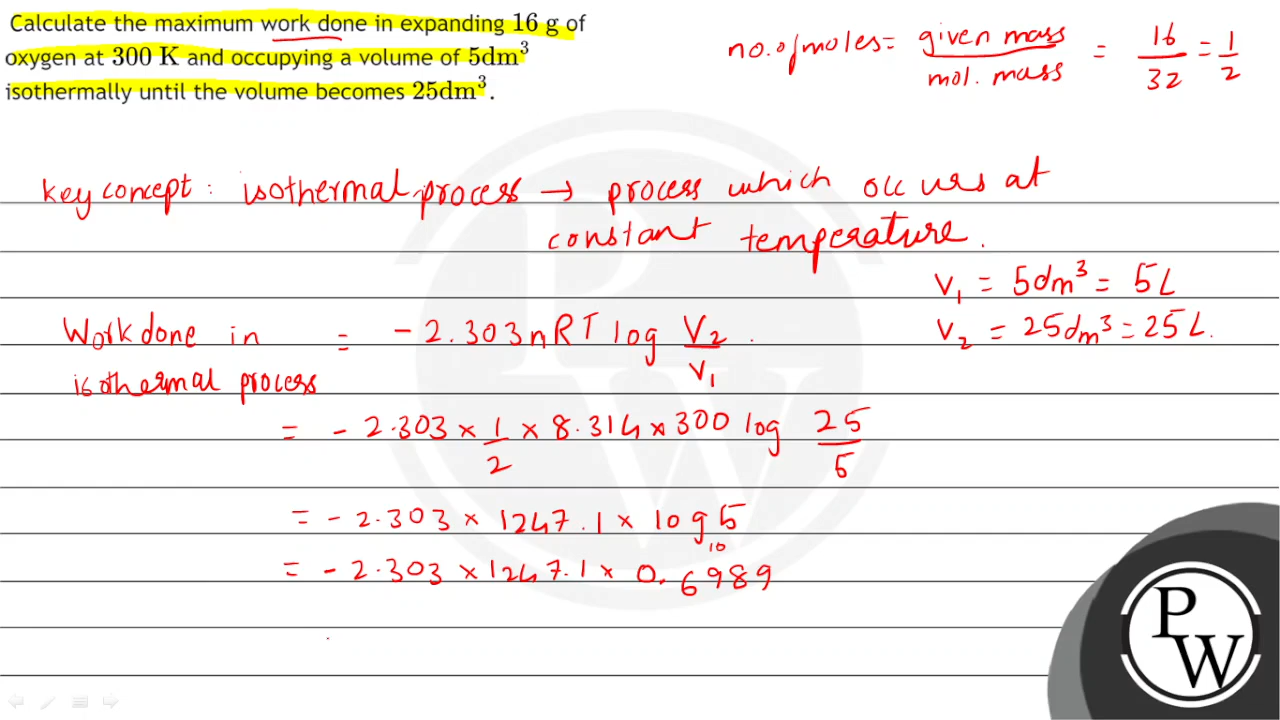 Calculate the maximum work done in expanding 16 g of
oxygen at 300 K and occupying a volume of 5dm³
isothermally until the volume becomes 25dm³.
no. of moles = given mass / mol. mass = 16/32 = 1/2
Key concept : isothermal process → process which occurs at
constant temperature.
V₁ = 5dm³ = 5L
V₂ = 25dm³ = 25L.
Work done in isothermal process = - 2.303 nRT log V₂/V₁ .
= - 2.303 × 1/2 × 8.314 × 300 log 25/5
= - 2.303 × 1247.1 × log₁₀5
= - 2.303 × 1247.1 × 0.6989
P
W